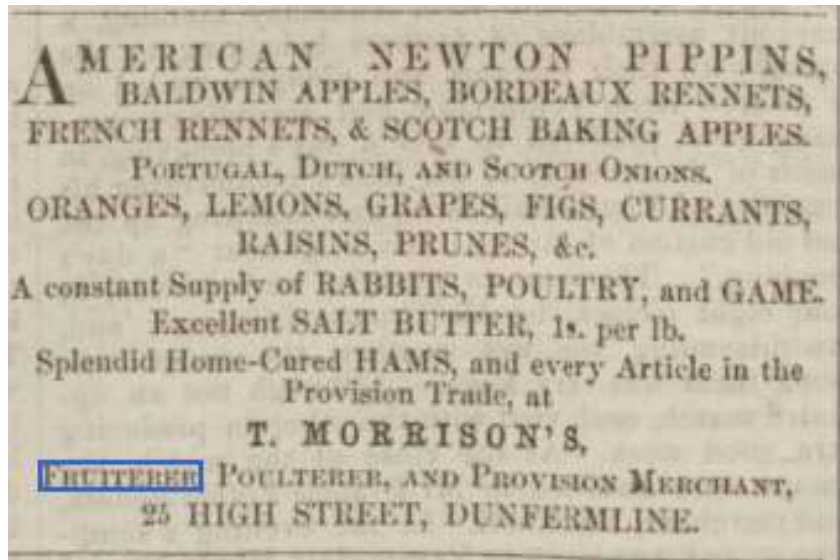 AMERICAN NEWTON PIPPINS,
BALDWIN APPLES, BORDEAUX RENNETS,
FRENCH RENNETS, & SCOTCH BAKING APPLES.
PORTUGAL, DUTCH, AND SCOTCH ONIONS.
ORANGES, LEMONS, GRAPES, FIGS, CURRANTS,
RAISINS, PRUNES, &c.
A constant Supply of RABBITS, POULTRY, and GAME.
Excellent SALT BUTTER, 1s. per lb.
Splendid Home-Cured HAMS, and every Article in the
Provision Trade, at
T. MORRISON'S,
FRUITERER POULTERER, AND PROVISION MERCHANT,
25 HIGH STREET, DUNFERMLINE.